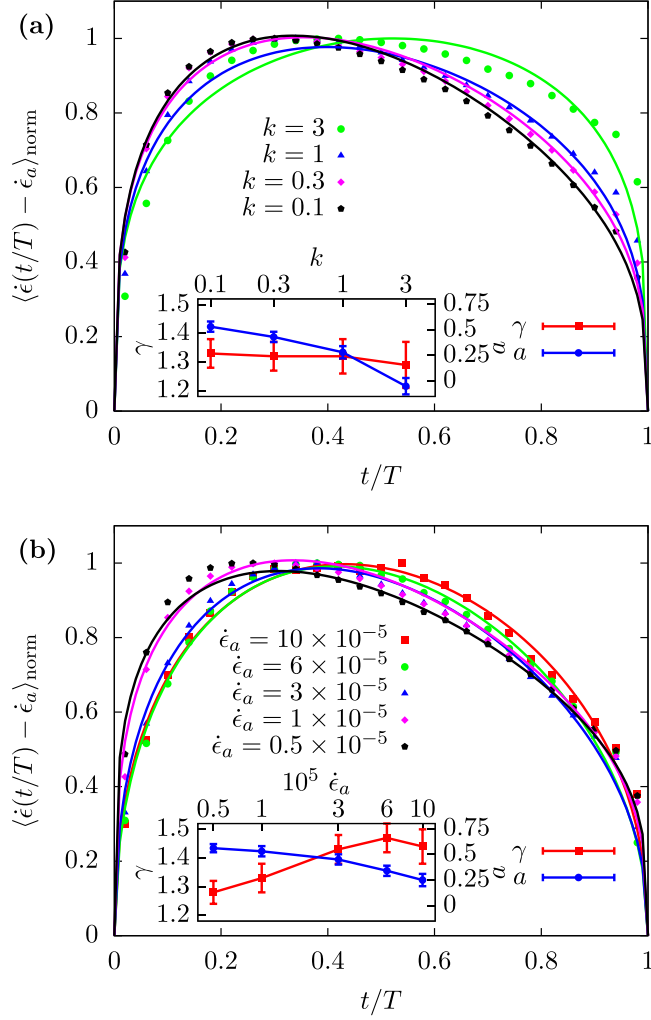 (a)
⟨ϵ̇(t/T) − ϵ̇ₐ⟩norm
1
0.8
0.6
0.4
0.2
0
k = 3
k = 1
k = 0.3
k = 0.1
k
0.1 0.3 1 3
1.5
1.4
1.3
1.2
γ
0.75
0.5
0.25
0
a
γ
a
0 0.2 0.4 0.6 0.8 1
t/T
(b)
⟨ϵ̇(t/T) − ϵ̇ₐ⟩norm
1
0.8
0.6
0.4
0.2
0
ϵ̇ₐ = 10 × 10⁻⁵
ϵ̇ₐ = 6 × 10⁻⁵
ϵ̇ₐ = 3 × 10⁻⁵
ϵ̇ₐ = 1 × 10⁻⁵
ϵ̇ₐ = 0.5 × 10⁻⁵
10⁵ ϵ̇ₐ
0.5 1 3 6 10
1.5
1.4
1.3
1.2
γ
0.75
0.5
0.25
0
a
γ
a
0 0.2 0.4 0.6 0.8 1
t/T